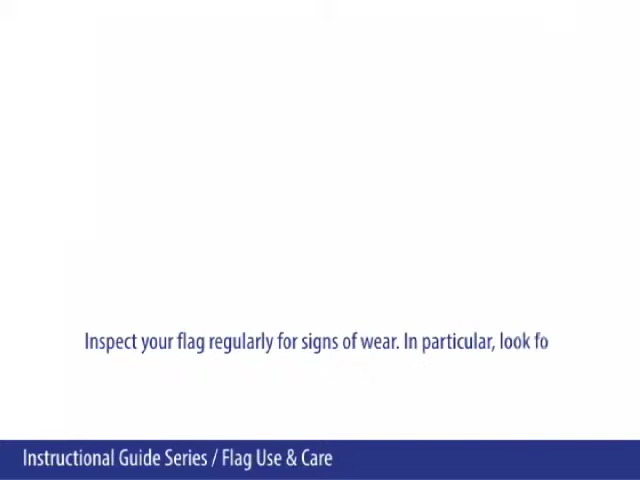 Inspect your flag regularly for signs of wear. In particular, look fo
Instructional Guide Series / Flag Use & Care